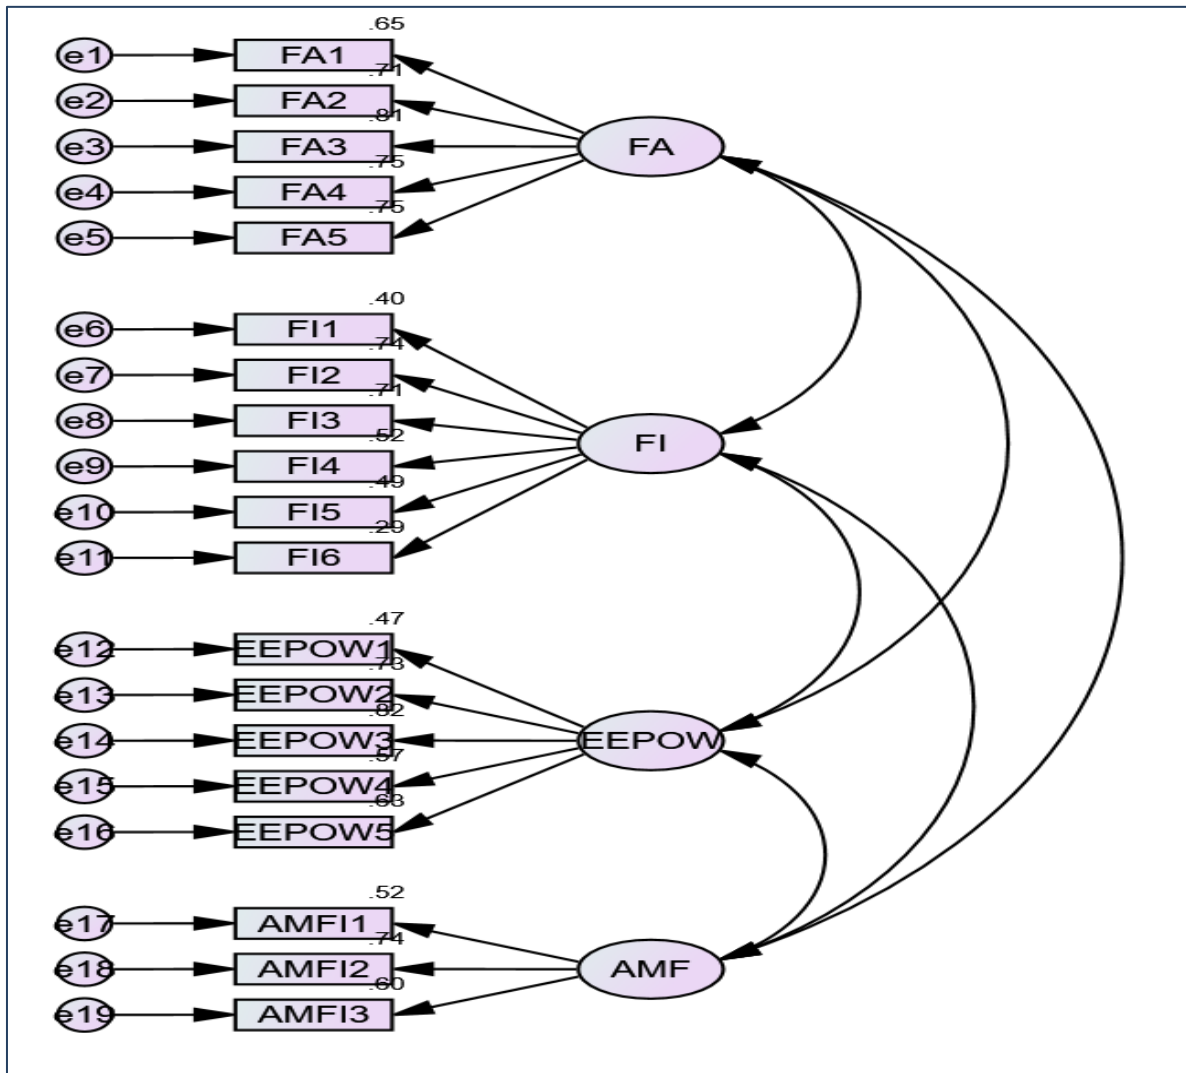 .65
e1 FA1
.71
e2 FA2
.81
e3 FA3 FA
.75
e4 FA4
.75
e5 FA5
.40
e6 FI1
.74
e7 FI2
.71
e8 FI3 FI
.52
e9 FI4
.49
e10 FI5
.29
e11 FI6
.47
e12 EEPOW1
.73
e13 EEPOW2
.82
e14 EEPOW3 EEPOW
.57
e15 EEPOW4
.63
e16 EEPOW5
.52
e17 AMFI1
.74
e18 AMFI2 AMF
.60
e19 AMFI3